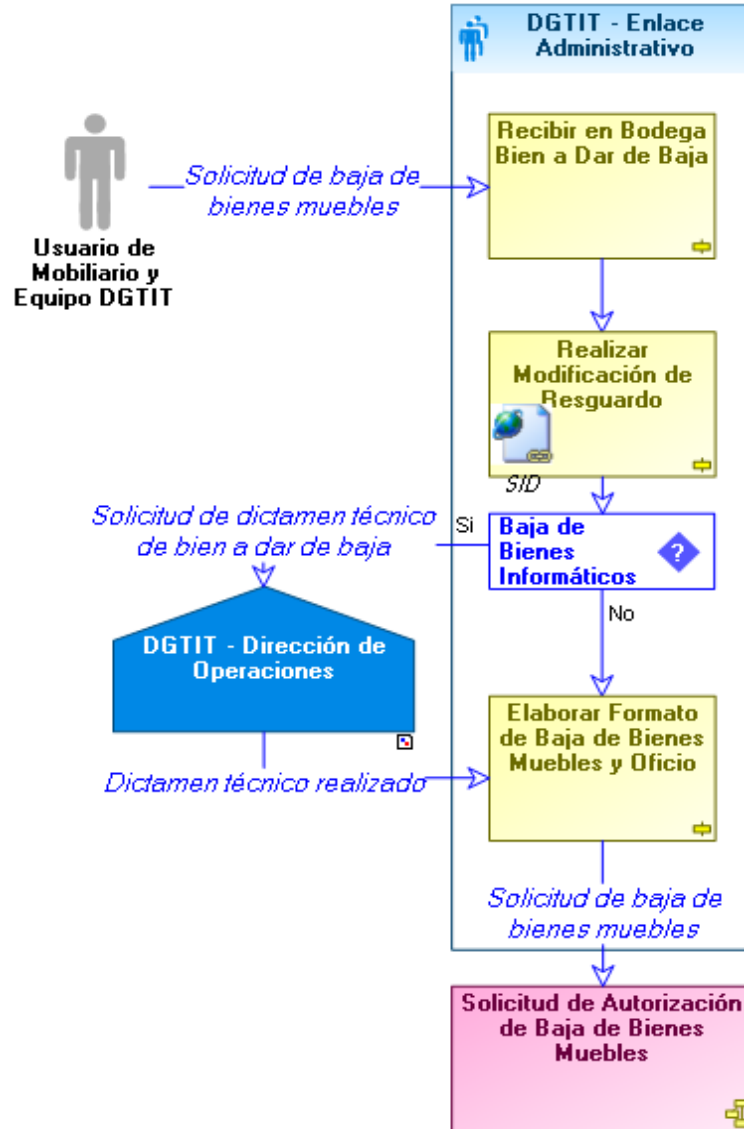 DGTIT - Enlace
Administrativo
Recibir en Bodega
Bien a Dar de Baja
Solicitud de baja de
bienes muebles
Usuario de
Mobiliario y
Equipo DGTIT
Realizar
Modificación de
Resguardo
SID
Solicitud de dictamen técnico
de bien a dar de baja
Si
Baja de
Bienes
Informáticos
?
No
DGTIT - Dirección de
Operaciones
Elaborar Formato
de Baja de Bienes
Muebles y Oficio
Dictamen técnico realizado
Solicitud de baja de
bienes muebles
Solicitud de Autorización
de Baja de Bienes
Muebles